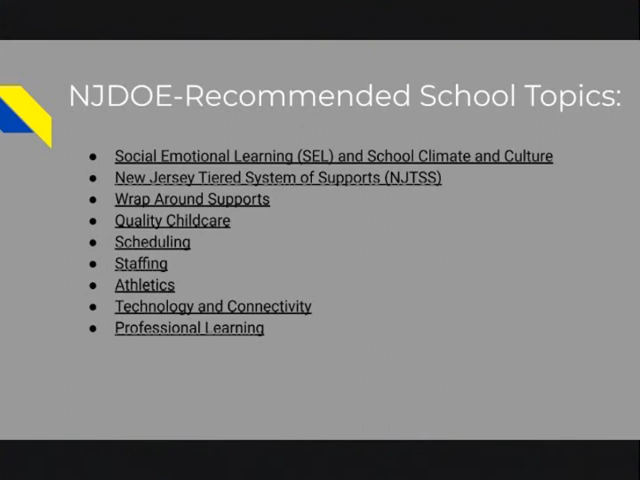 NJDOE-Recommended School Topics:
● Social Emotional Learning (SEL) and School Climate and Culture
● New Jersey Tiered System of Supports (NJTSS)
● Wrap Around Supports
● Quality Childcare
● Scheduling
● Staffing
● Athletics
● Technology and Connectivity
● Professional Learning